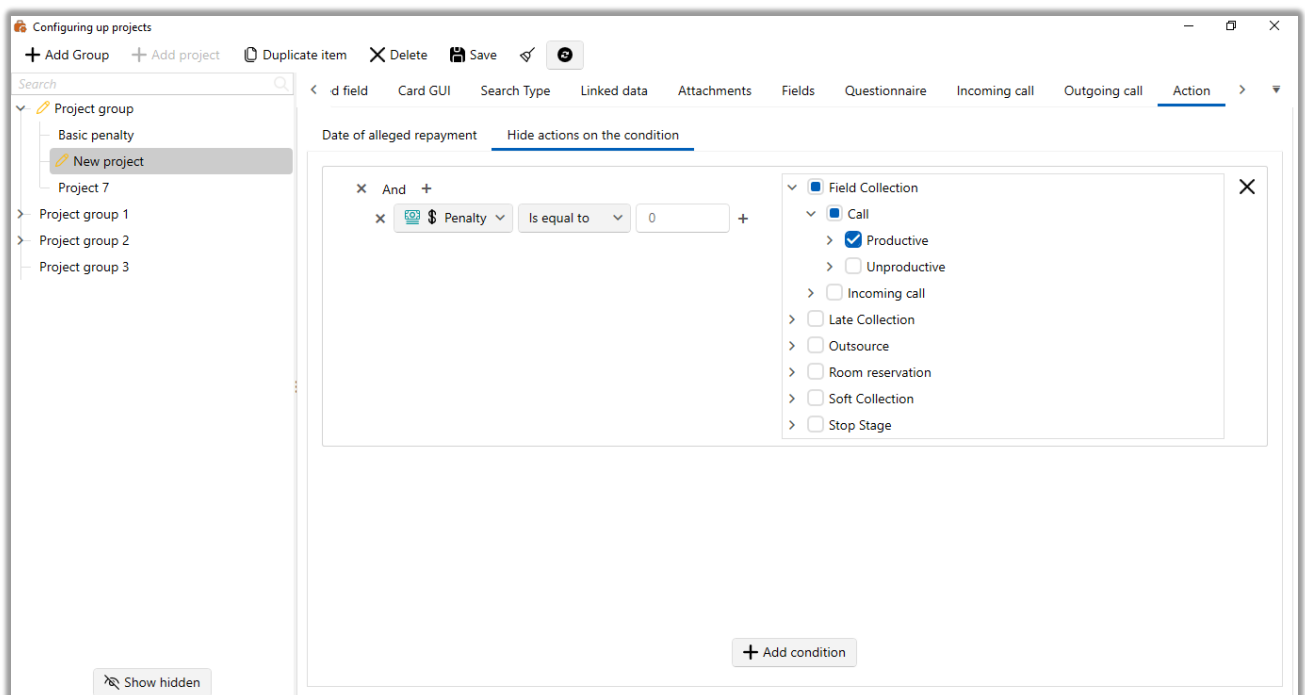 Configuring up projects
Add Group Add project Duplicate item Delete Save
Search
d field Card GUI Search Type Linked data Attachments Fields Questionnaire Incoming call Outgoing call Action
Project group
Basic penalty
New project
Project 7
Project group 1
Project group 2
Project group 3
Date of alleged repayment Hide actions on the condition
And
$ Penalty Is equal to 0
Field Collection
Call
Productive
Unproductive
Incoming call
Late Collection
Outsource
Room reservation
Soft Collection
Stop Stage
Add condition
Show hidden